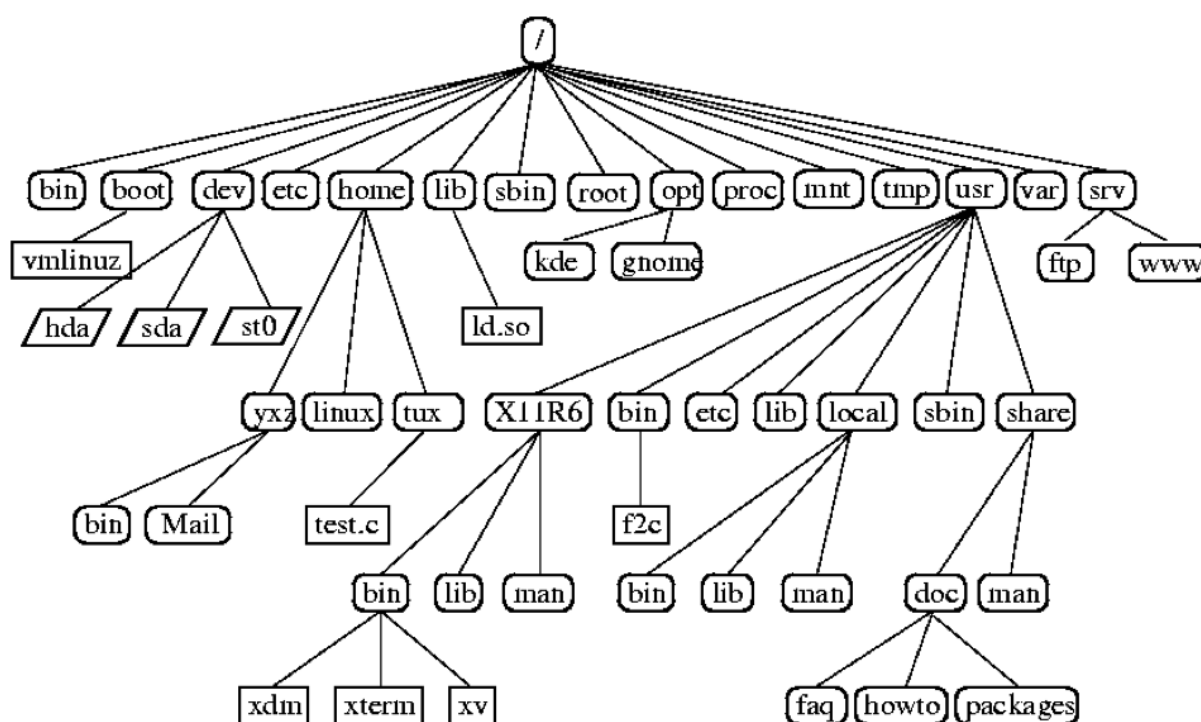 /
bin boot dev etc home lib sbin root opt proc mnt tmp usr var srv
vmlinuz kde gnome ftp www
hda sda st0 ld.so
yxz linux tux X11R6 bin etc lib local sbin share
bin Mail test.c f2c
bin lib man bin lib man doc man
xdm xterm xv faq howto packages